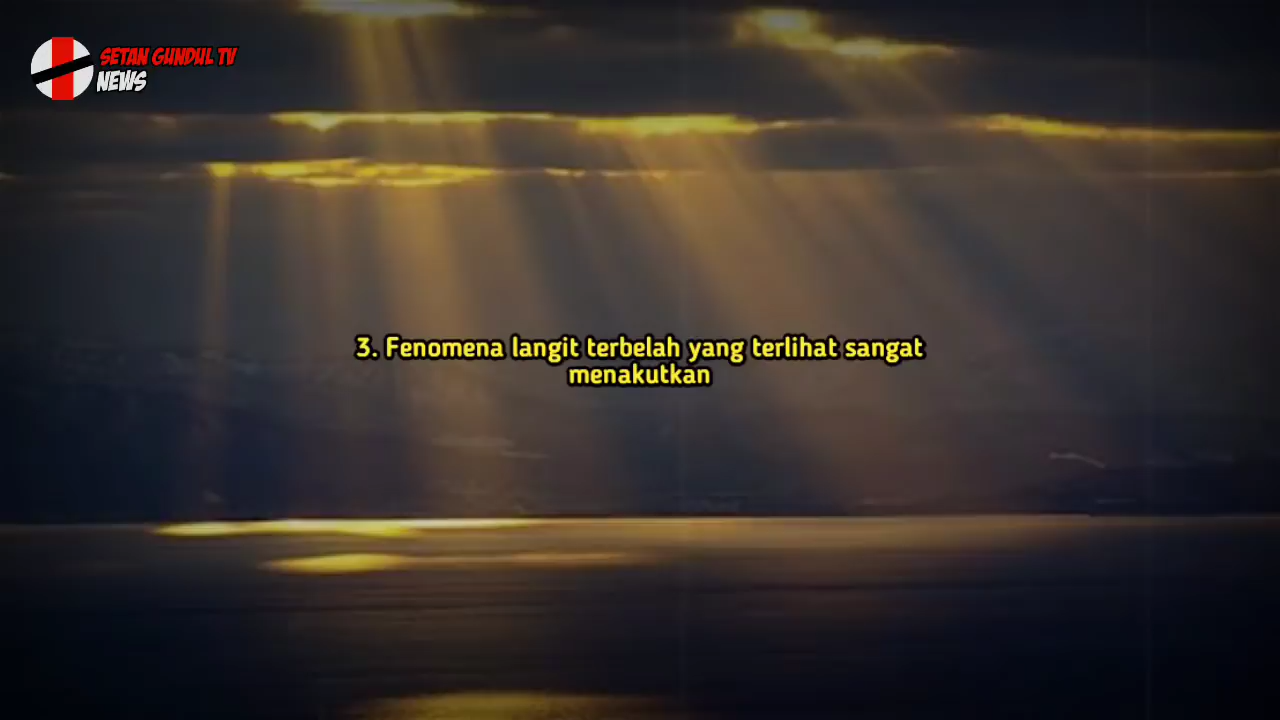 SETAN GUNDUL TV
NEWS
3. Fenomena langit terbelah yang terlihat sangat
menakutkan